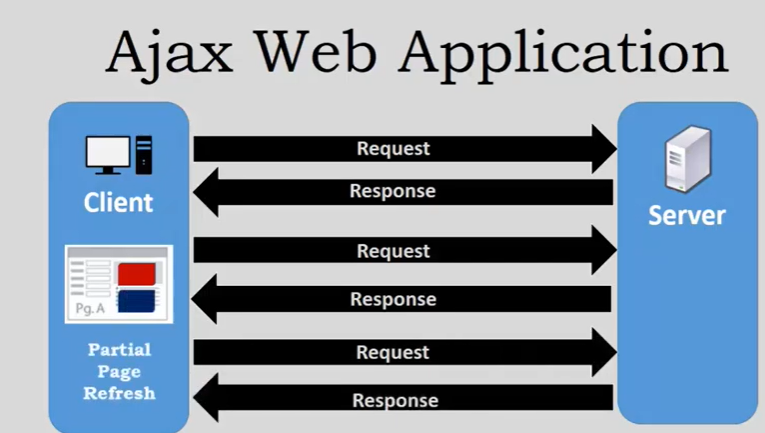 Ajax Web Application
Request
Response
Client
Server
Request
Response
Pg. A
Partial
Page
Refresh
Request
Response